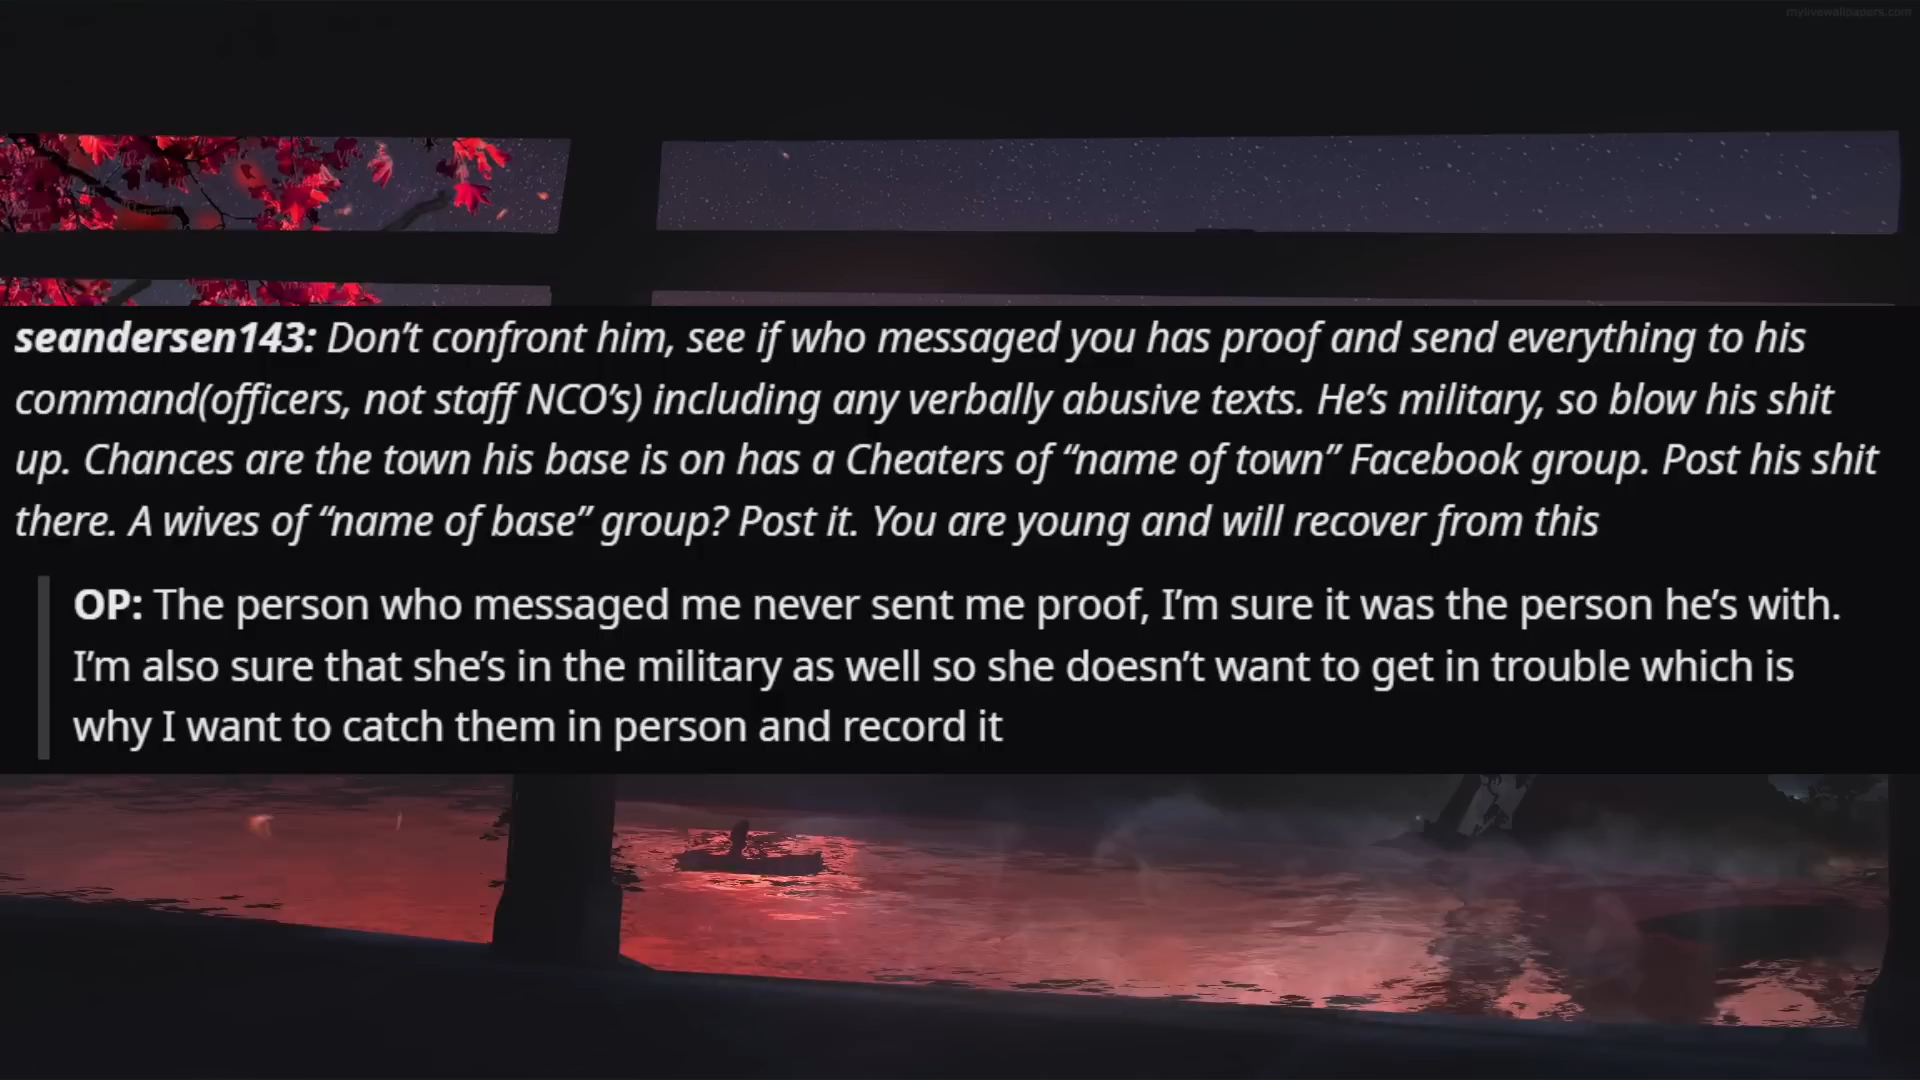 mylivewallpapers.com
seandersen143: Don’t confront him, see if who messaged you has proof and send everything to his
command(officers, not staff NCO’s) including any verbally abusive texts. He’s military, so blow his shit
up. Chances are the town his base is on has a Cheaters of “name of town” Facebook group. Post his shit
there. A wives of “name of base” group? Post it. You are young and will recover from this
OP: The person who messaged me never sent me proof, I’m sure it was the person he’s with.
I’m also sure that she’s in the military as well so she doesn’t want to get in trouble which is
why I want to catch them in person and record it